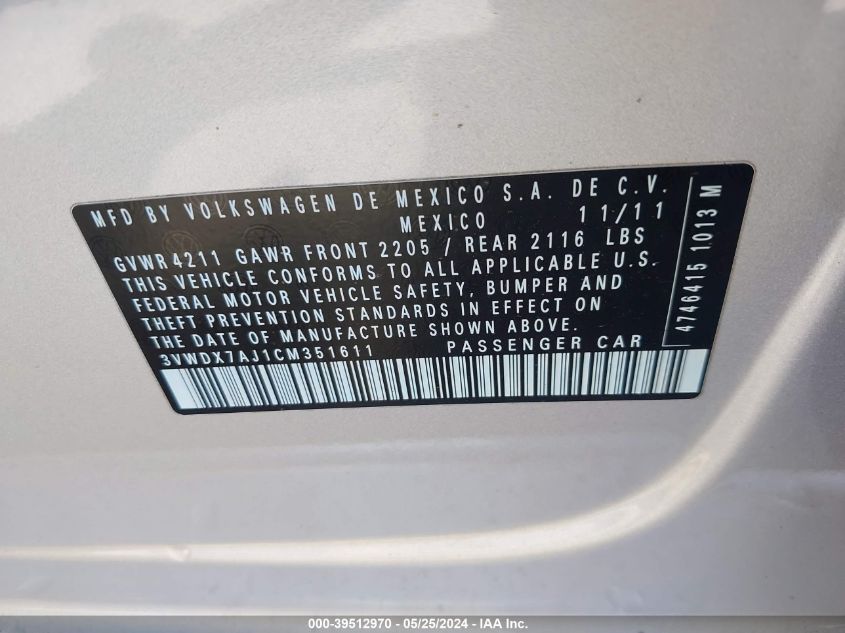 MFD BY VOLKSWAGEN DE MEXICO S.A. DE C.V.
MEXICO 11/11
GVWR 4211 GAWR FRONT 2205 / REAR 2116 LBS
THIS VEHICLE CONFORMS TO ALL APPLICABLE U.S.
FEDERAL MOTOR VEHICLE SAFETY, BUMPER AND
THEFT PREVENTION STANDARDS IN EFFECT ON
THE DATE OF MANUFACTURE SHOWN ABOVE.
3VWDX7AJ1CM351611 PASSENGER CAR
4746415 1013 M
000-39512970 - 05/25/2024 - IAA Inc.